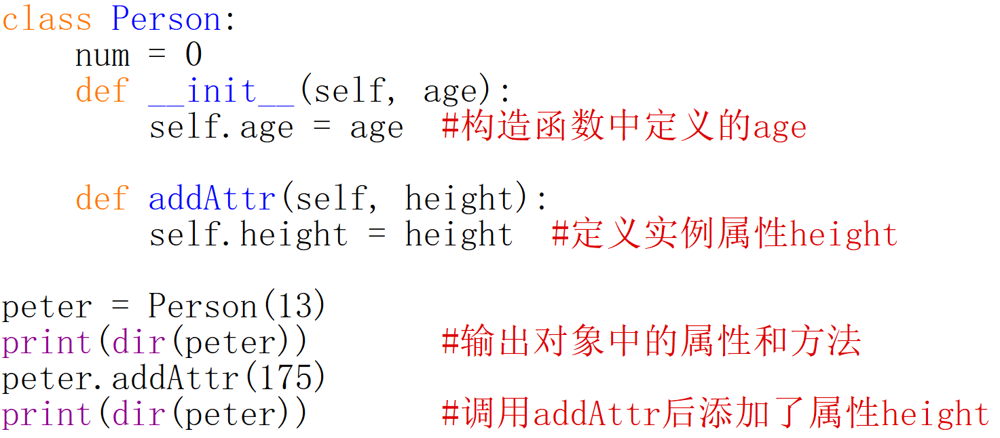 class Person:
    num = 0
    def __init__(self, age):
        self.age = age  #构造函数中定义的age

    def addAttr(self, height):
        self.height = height  #定义实例属性height

peter = Person(13)
print(dir(peter))       #输出对象中的属性和方法
peter.addAttr(175)
print(dir(peter))       #调用addAttr后添加了属性height